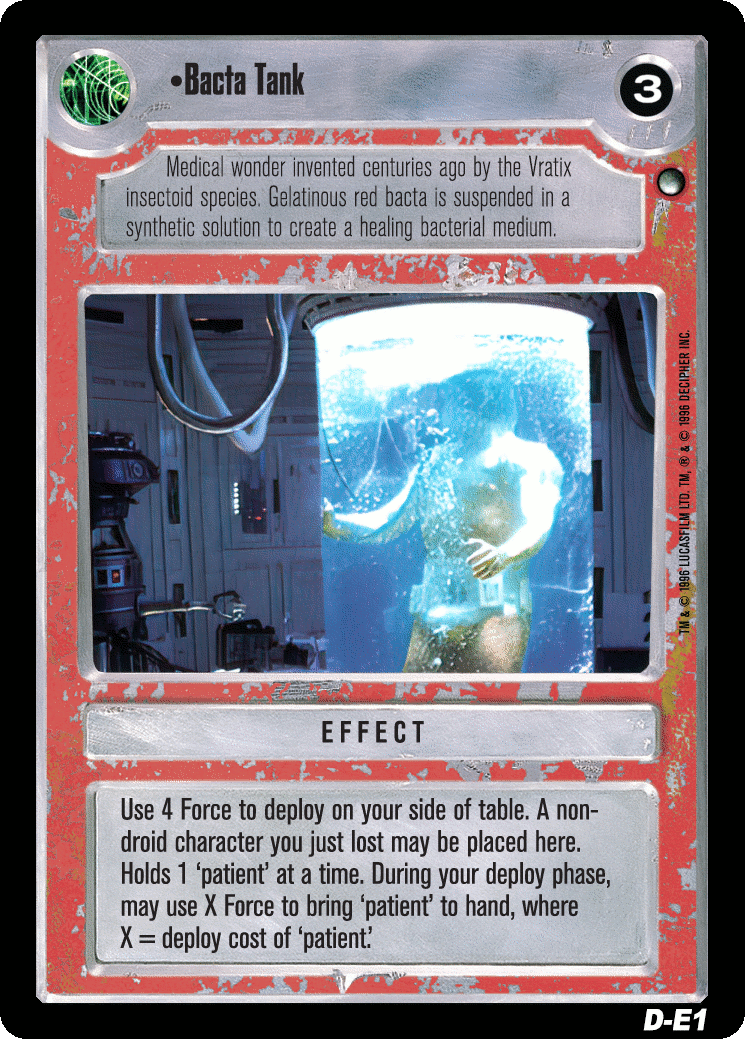 •Bacta Tank
3
Medical wonder invented centuries ago by the Vratix
insectoid species. Gelatinous red bacta is suspended in a
synthetic solution to create a healing bacterial medium.
TM & © 1996 LUCASFILM LTD. TM, ® & © 1996 DECIPHER INC.
EFFECT
Use 4 Force to deploy on your side of table. A non-
droid character you just lost may be placed here.
Holds 1 ‘patient’ at a time. During your deploy phase,
may use X Force to bring ‘patient’ to hand, where
X = deploy cost of ‘patient.’
D-E1